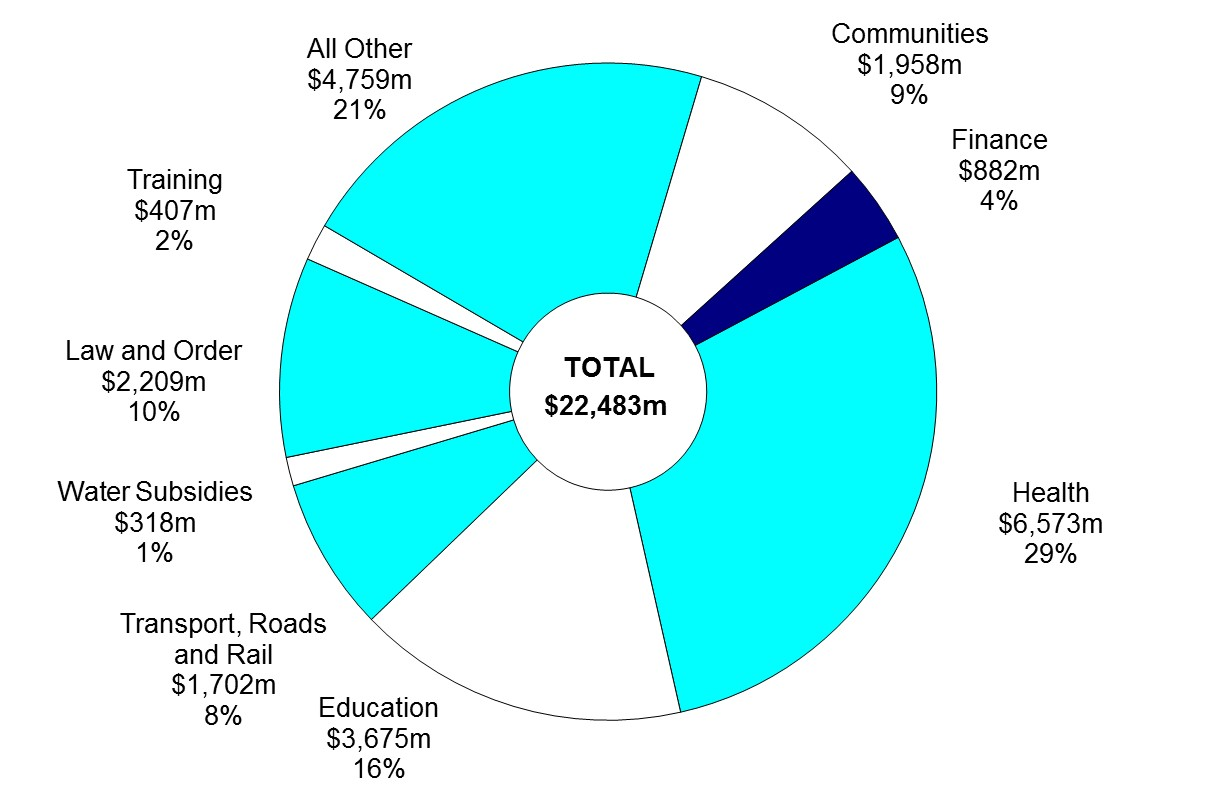 Communities
$1,958m
9%
Finance
$882m
4%
Health
$6,573m
29%
Education
$3,675m
16%
Transport, Roads
and Rail
$1,702m
8%
Water Subsidies
$318m
1%
Law and Order
$2,209m
10%
Training
$407m
2%
All Other
$4,759m
21%
TOTAL
$22,483m